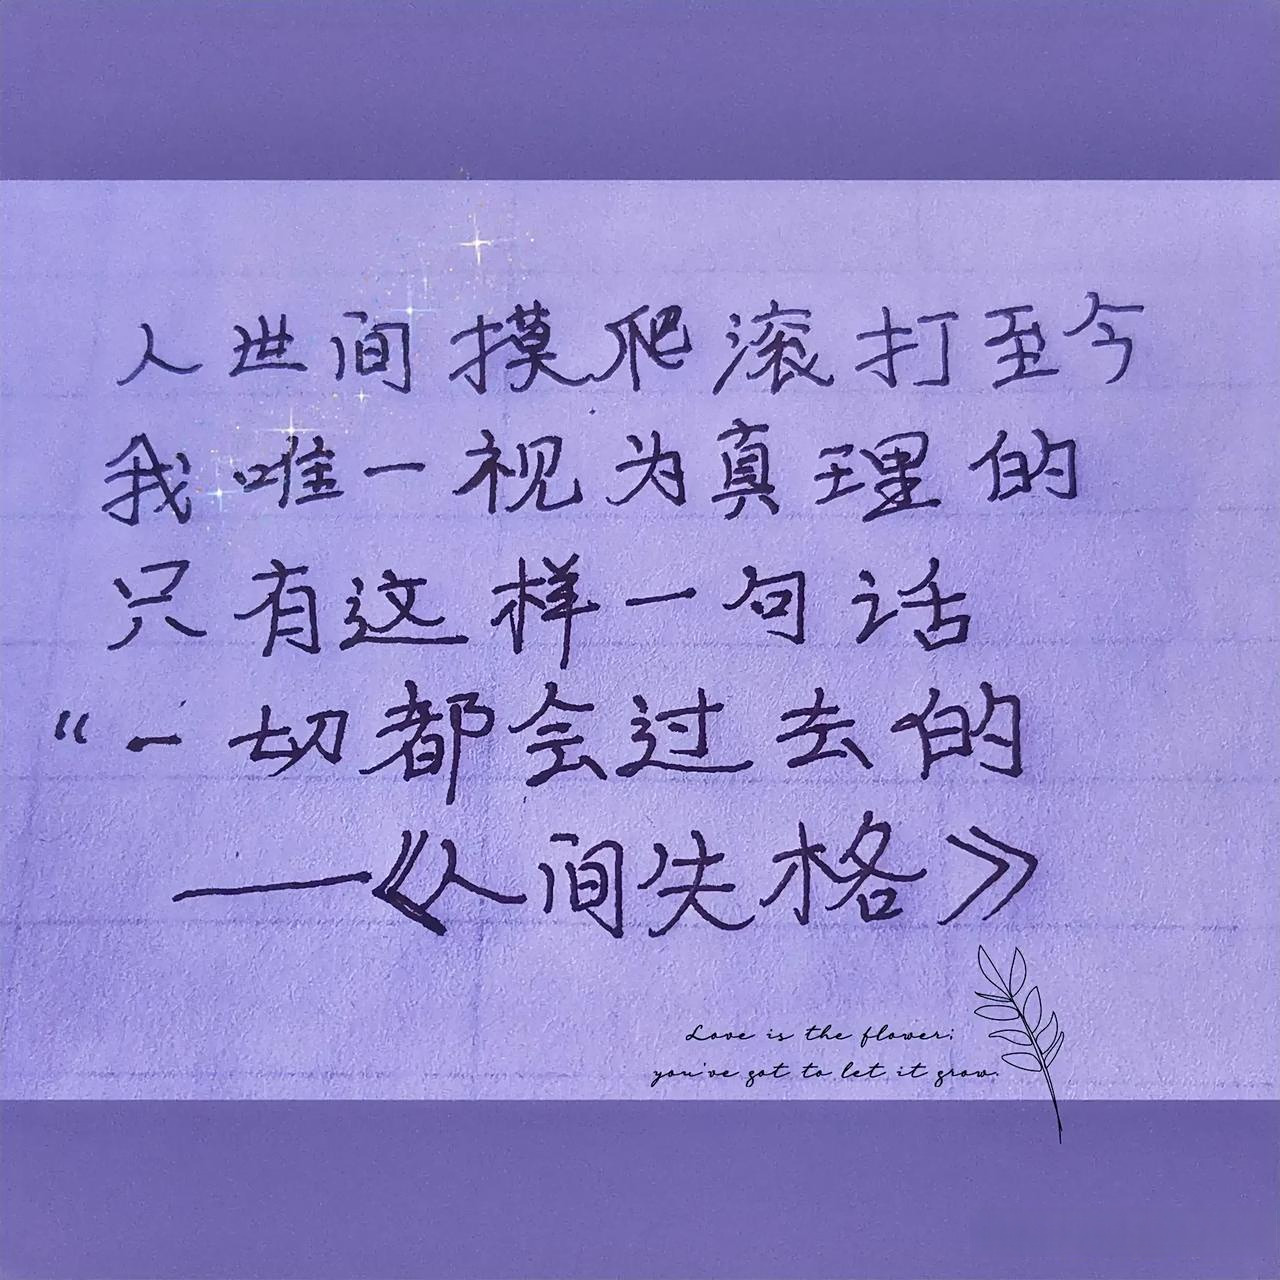 人世间摸爬滚打至今
我唯一视为真理的
只有这样一句话
“一切都会过去的
——《人间失格》
Love is the flower;
you've got to let it grow.